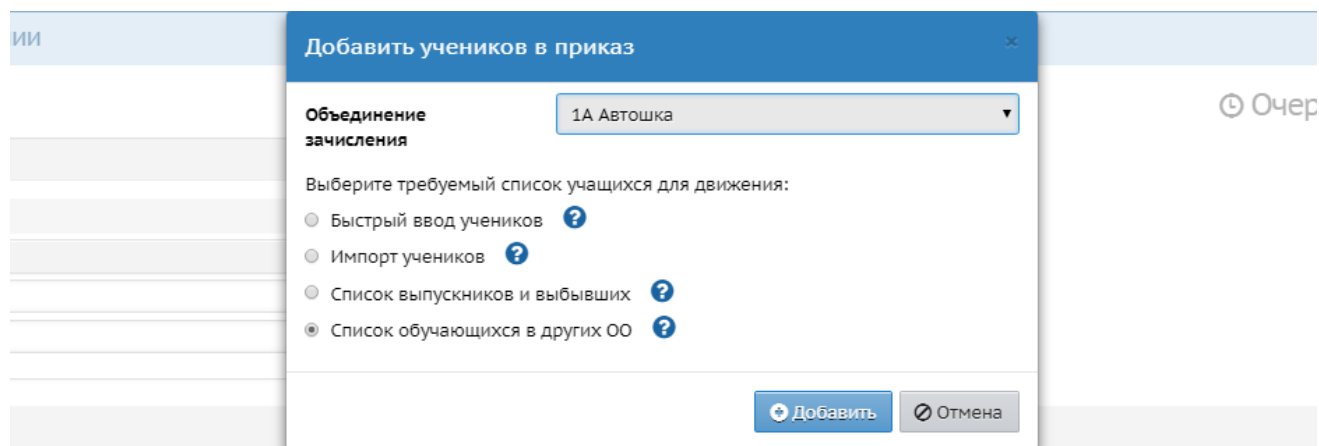 ии
Добавить учеников в приказ
Объединение
зачисления
1А Автошка
Очер
Выберите требуемый список учащихся для движения:
Быстрый ввод учеников
Импорт учеников
Список выпускников и выбывших
Список обучающихся в других ОО
Добавить
Отмена